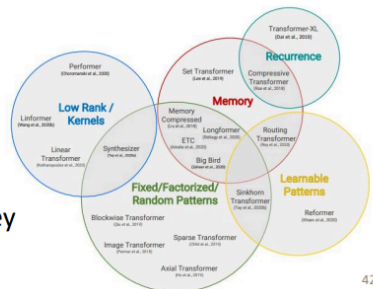 Transformer-XL
(Dai et al., 2019)
Recurrence
Performer
(Choromanski et al., 2020)
Set Transformer
(Lee et al., 2019)
Compressive
Transformer
(Rae et al., 2018)
Memory
Low Rank /
Kernels
Memory
Compressed
(Liu et al., 2018)
Linformer
(Wang et al., 2020b)
Longformer
(Beltagy et al., 2020)
Routing
Transformer
(Roy et al., 2020)
ETC
(Ainslie et al., 2020)
Linear
Transformer
(Katharopoulos et al., 2020)
Synthesizer
(Tay et al., 2020a)
Big Bird
(Zaheer et al., 2020)
Learnable
Patterns
Fixed/Factorized/
Random Patterns
Sinkhorn
Transformer
(Tay et al., 2020b)
ey
Blockwise Transformer
(Qiu et al., 2019)
Reformer
(Kitaev et al., 2020)
Sparse Transformer
(Child et al., 2019)
Image Transformer
(Parmar et al., 2018)
Axial Transformer
(Ho et al., 2019)
42